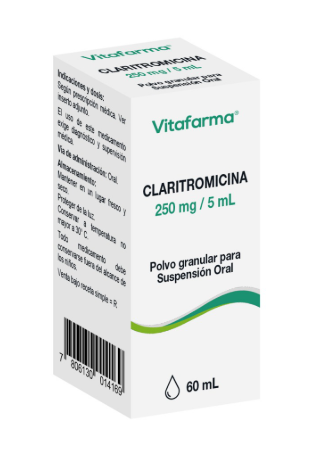 CLARITROMICINA
250 mg / 5 mL
Polvo granular para
Suspensión Oral
Vitafarma®
CLARITROMICINA
250 mg / 5 mL
Polvo granular para
Suspensión Oral
60 mL
Indicaciones y dosis:
Según prescripción médica. Ver
inserto adjunto.
El uso de este medicamento
exige diagnóstico y supervisión
médica.
Vía de administración: Oral.
Almacenamiento:
Mantener en un lugar fresco y
seco.
Proteger de la luz.
Conservar a temperatura no
mayor a 30° C.
Todo medicamento debe
conservarse fuera del alcance de
los niños.
Venta bajo receta simple = R.
7 806130 014169